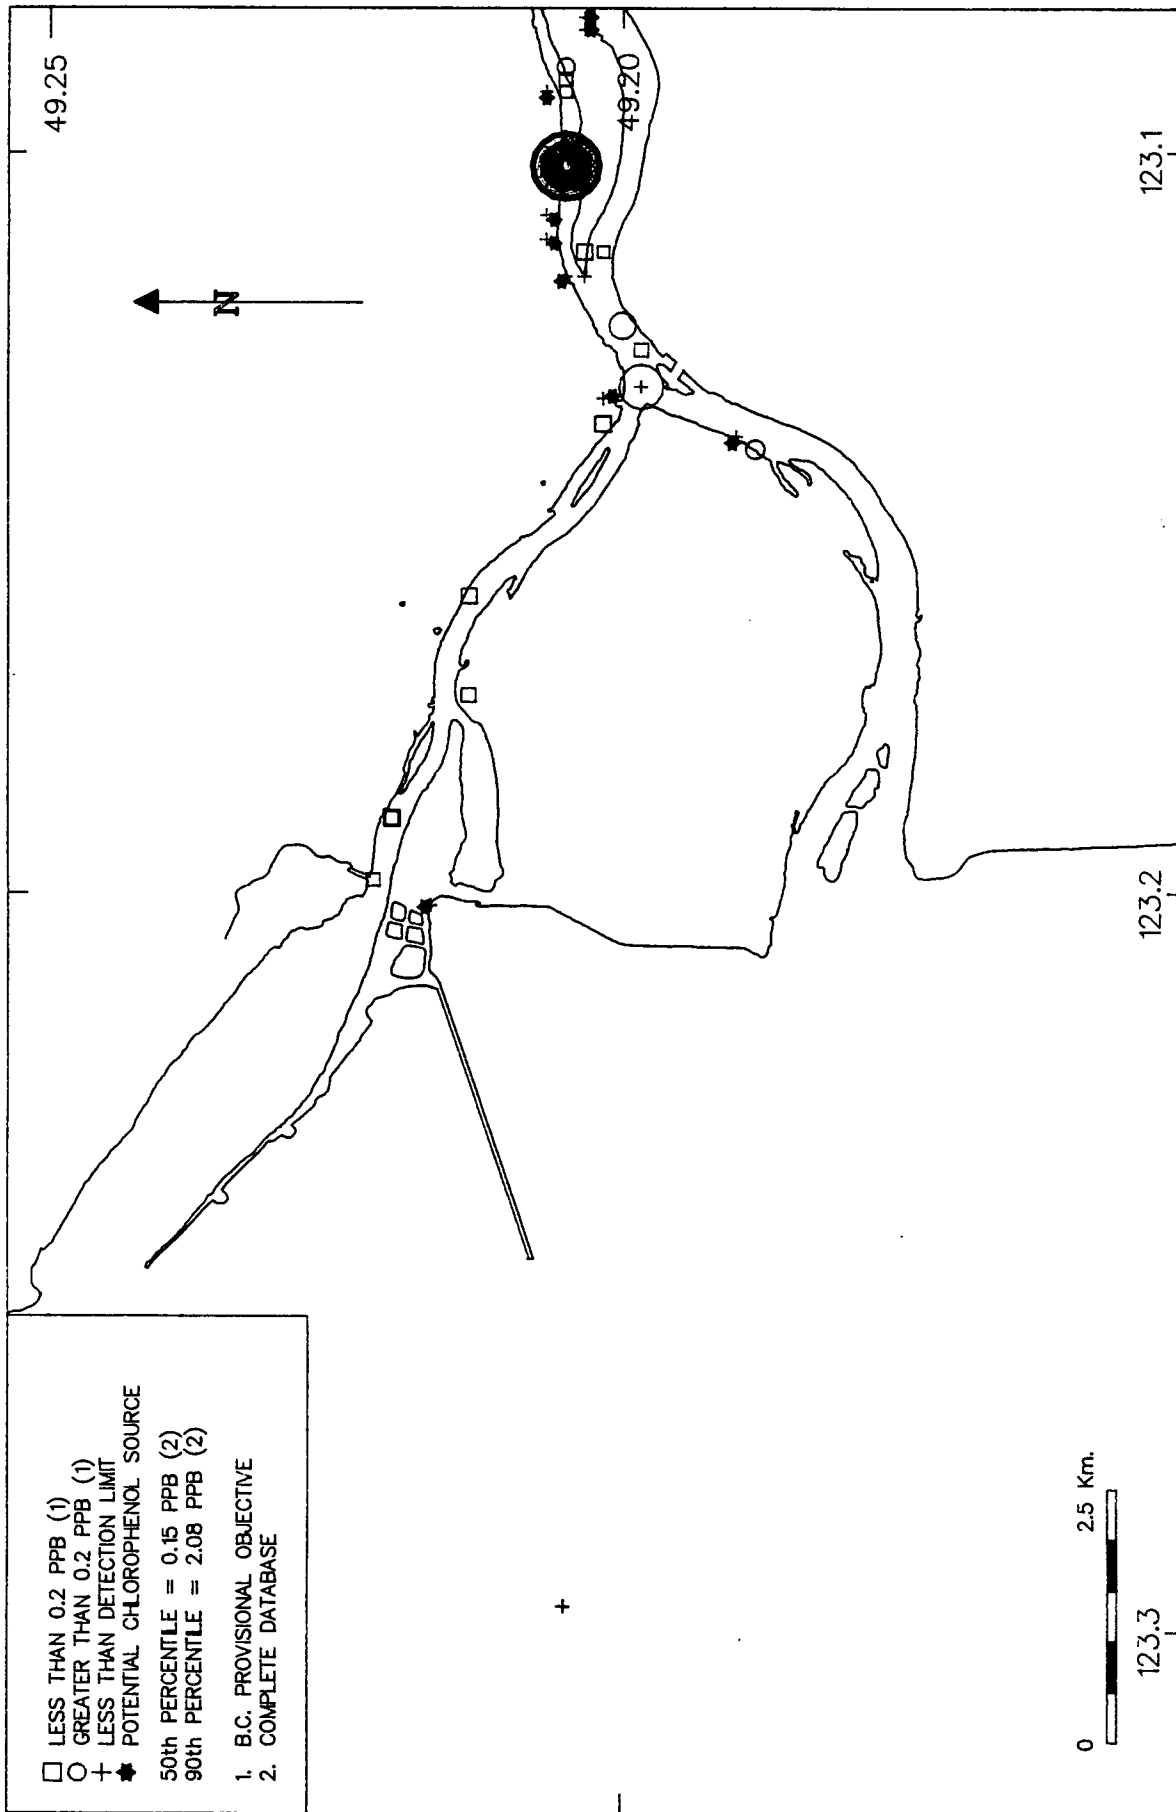 LESS THAN 0.2 PPB (1)
GREATER THAN 0.2 PPB (1)
LESS THAN DETECTION LIMIT
POTENTIAL CHLOROPHENOL SOURCE
50th PERCENTILE = 0.15 PPB (2)
90th PERCENTILE = 2.08 PPB (2)
1. B.C. PROVISIONAL OBJECTIVE
2. COMPLETE DATABASE
N
49.25
49.20
0 2.5 Km.
123.3
123.2
123.1